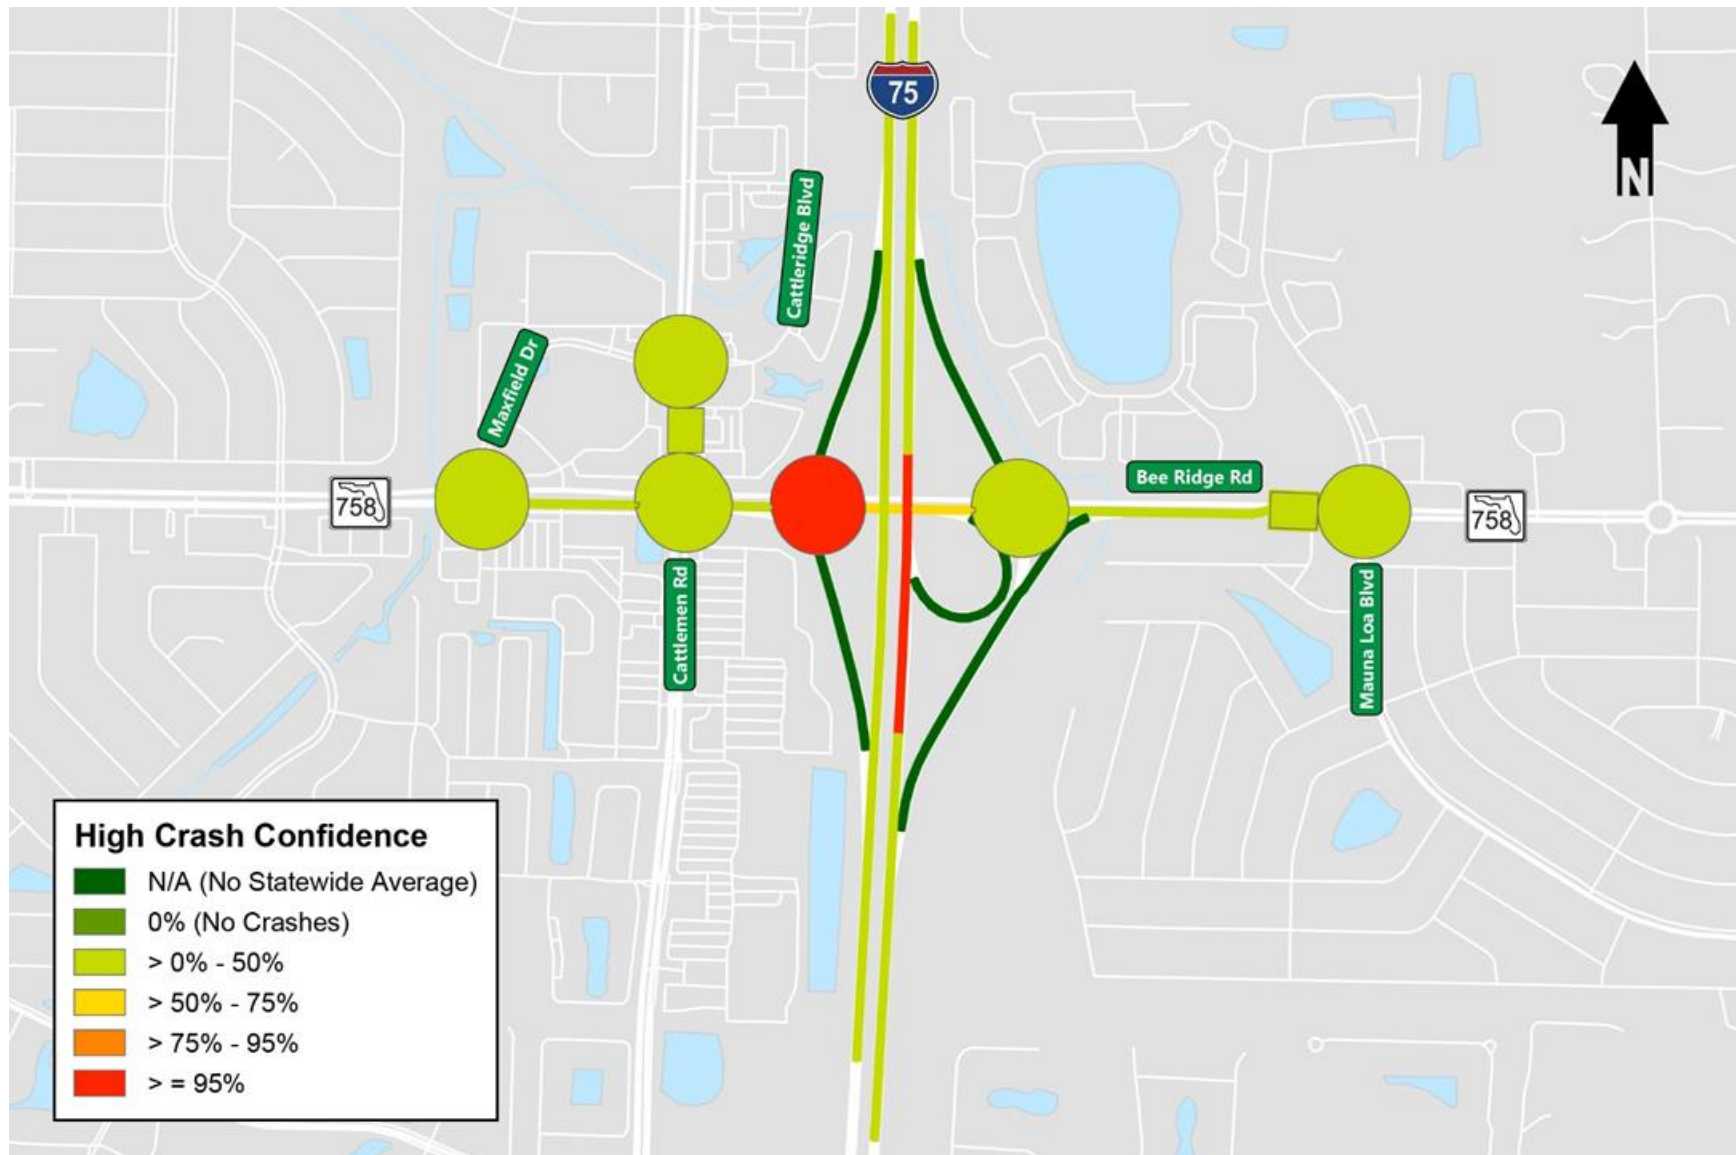 75
N
Cattleridge Blvd
Maxfield Dr
Bee Ridge Rd
758
758
Cattlemen Rd
Mauna Loa Blvd
High Crash Confidence
N/A (No Statewide Average)
0% (No Crashes)
> 0% - 50%
> 50% - 75%
> 75% - 95%
> = 95%